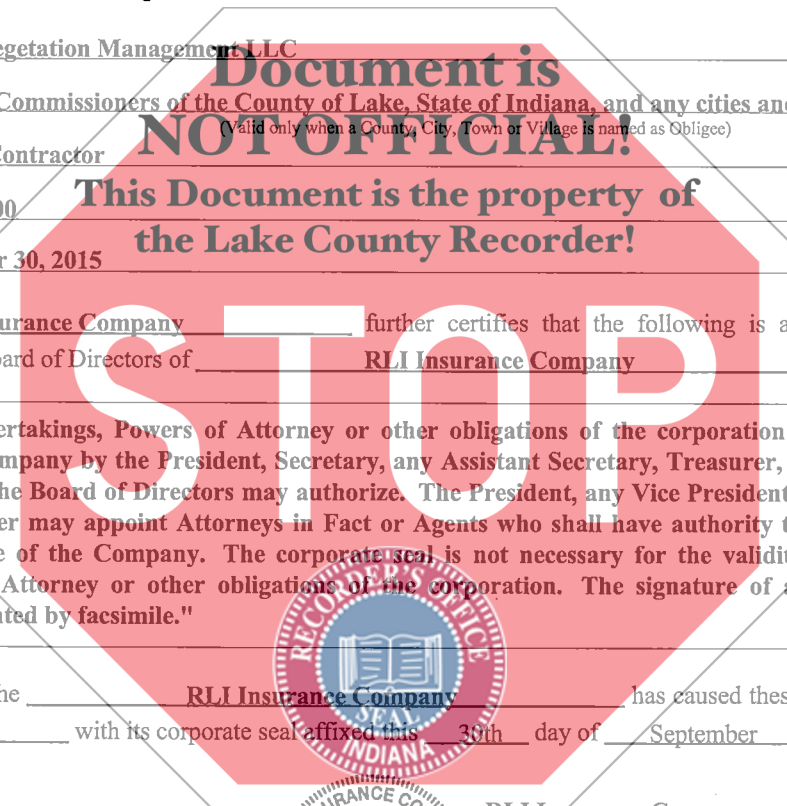 egetation Management LLC
Document is
Commissioners of the County of Lake, State of Indiana, and any cities and
(Valid only when a County, City, Town or Village is named as Obligee)
NOT OFFICIAL!
ontractor
00
This Document is the property of
the Lake County Recorder!
r 30, 2015
STOP
urance Company further certifies that the following is a
oard of Directors of RLI Insurance Company
ertakings, Powers of Attorney or other obligations of the corporation
mpany by the President, Secretary, any Assistant Secretary, Treasurer,
he Board of Directors may authorize. The President, any Vice President
er may appoint Attorneys in Fact or Agents who shall have authority t
e of the Company. The corporate seal is not necessary for the validit
Attorney or other obligations of the corporation. The signature of a
nted by facsimile."
RECORDER'S OFFICE
SEAL
INDIANA
he RLI Insurance Company has caused thes
with its corporate seal affixed this 30th day of September
URANCE CO